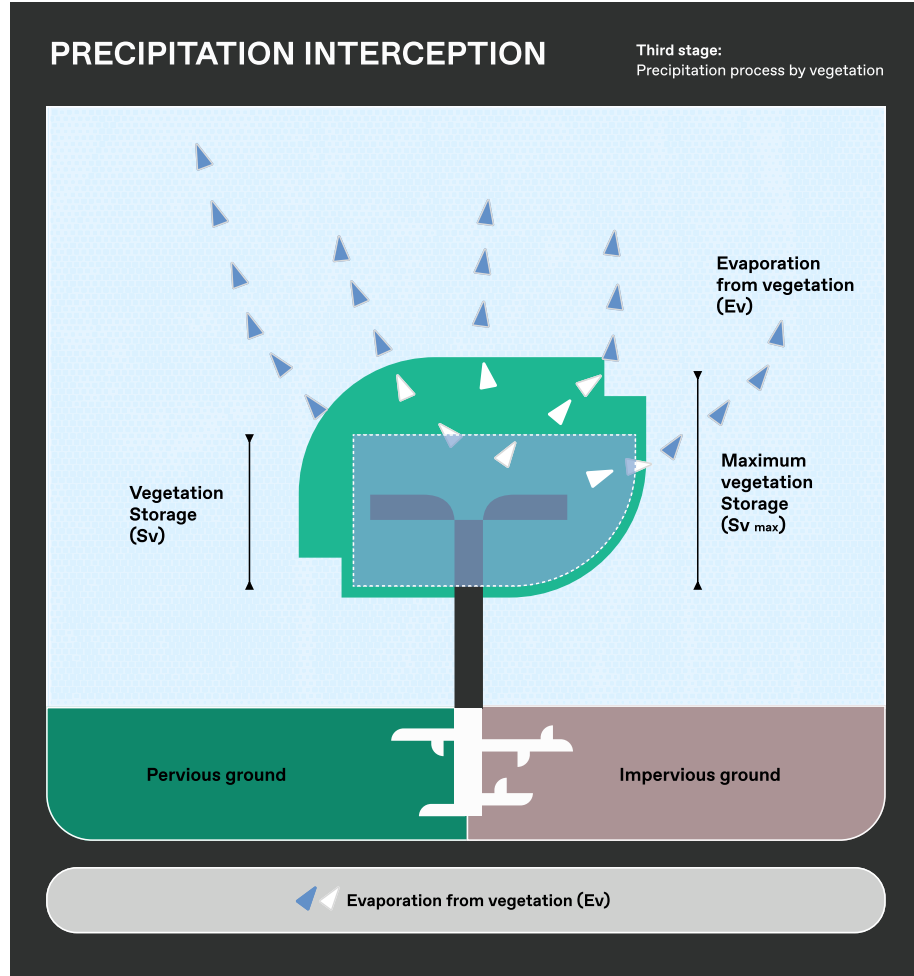 PRECIPITATION INTERCEPTION
Third stage:
Precipitation process by vegetation
Evaporation
from vegetation
(Ev)
Vegetation
Storage
(Sv)
Maximum
vegetation
Storage
(Sv max)
Pervious ground
Impervious ground
Evaporation from vegetation (Ev)